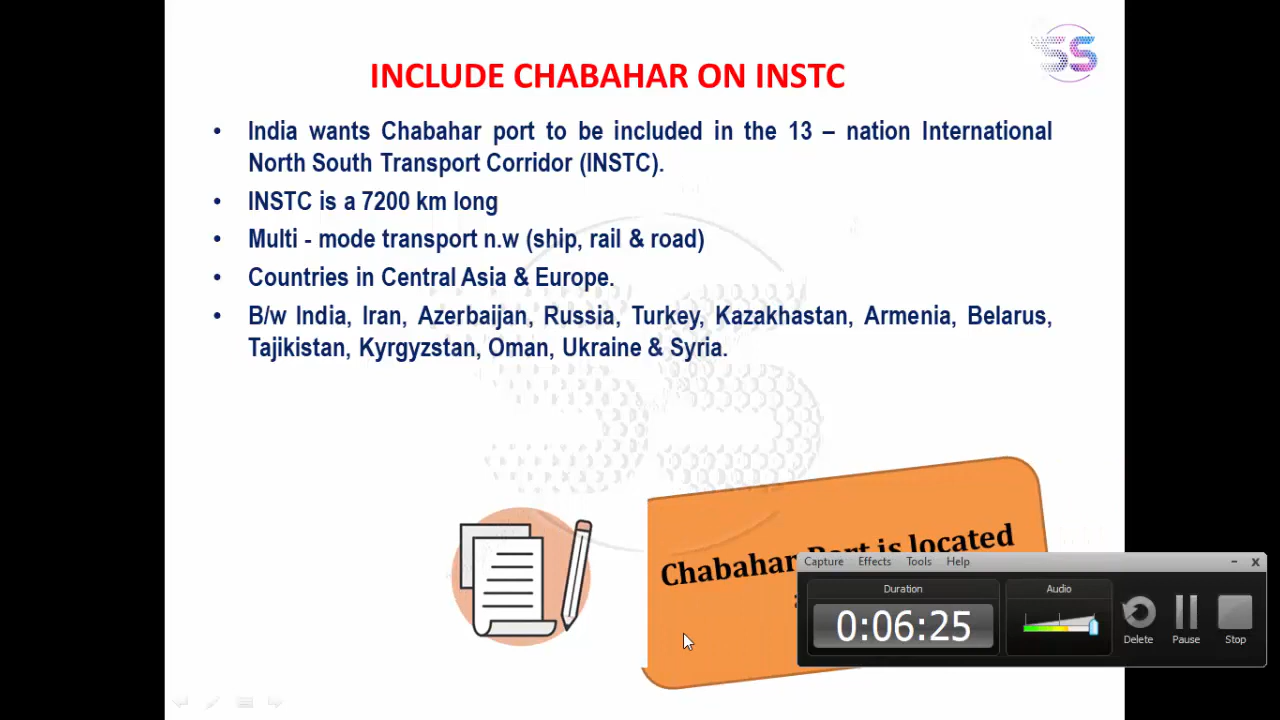 SS
INCLUDE CHABAHAR ON INSTC
• India wants Chabahar port to be included in the 13 – nation International
North South Transport Corridor (INSTC).
• INSTC is a 7200 km long
• Multi - mode transport n.w (ship, rail & road)
• Countries in Central Asia & Europe.
• B/w India, Iran, Azerbaijan, Russia, Turkey, Kazakhastan, Armenia, Belarus,
Tajikistan, Kyrgyzstan, Oman, Ukraine & Syria.
Chabahar Port is located
Capture Effects Tools Help
Duration Audio
0:06:25
Delete Pause Stop